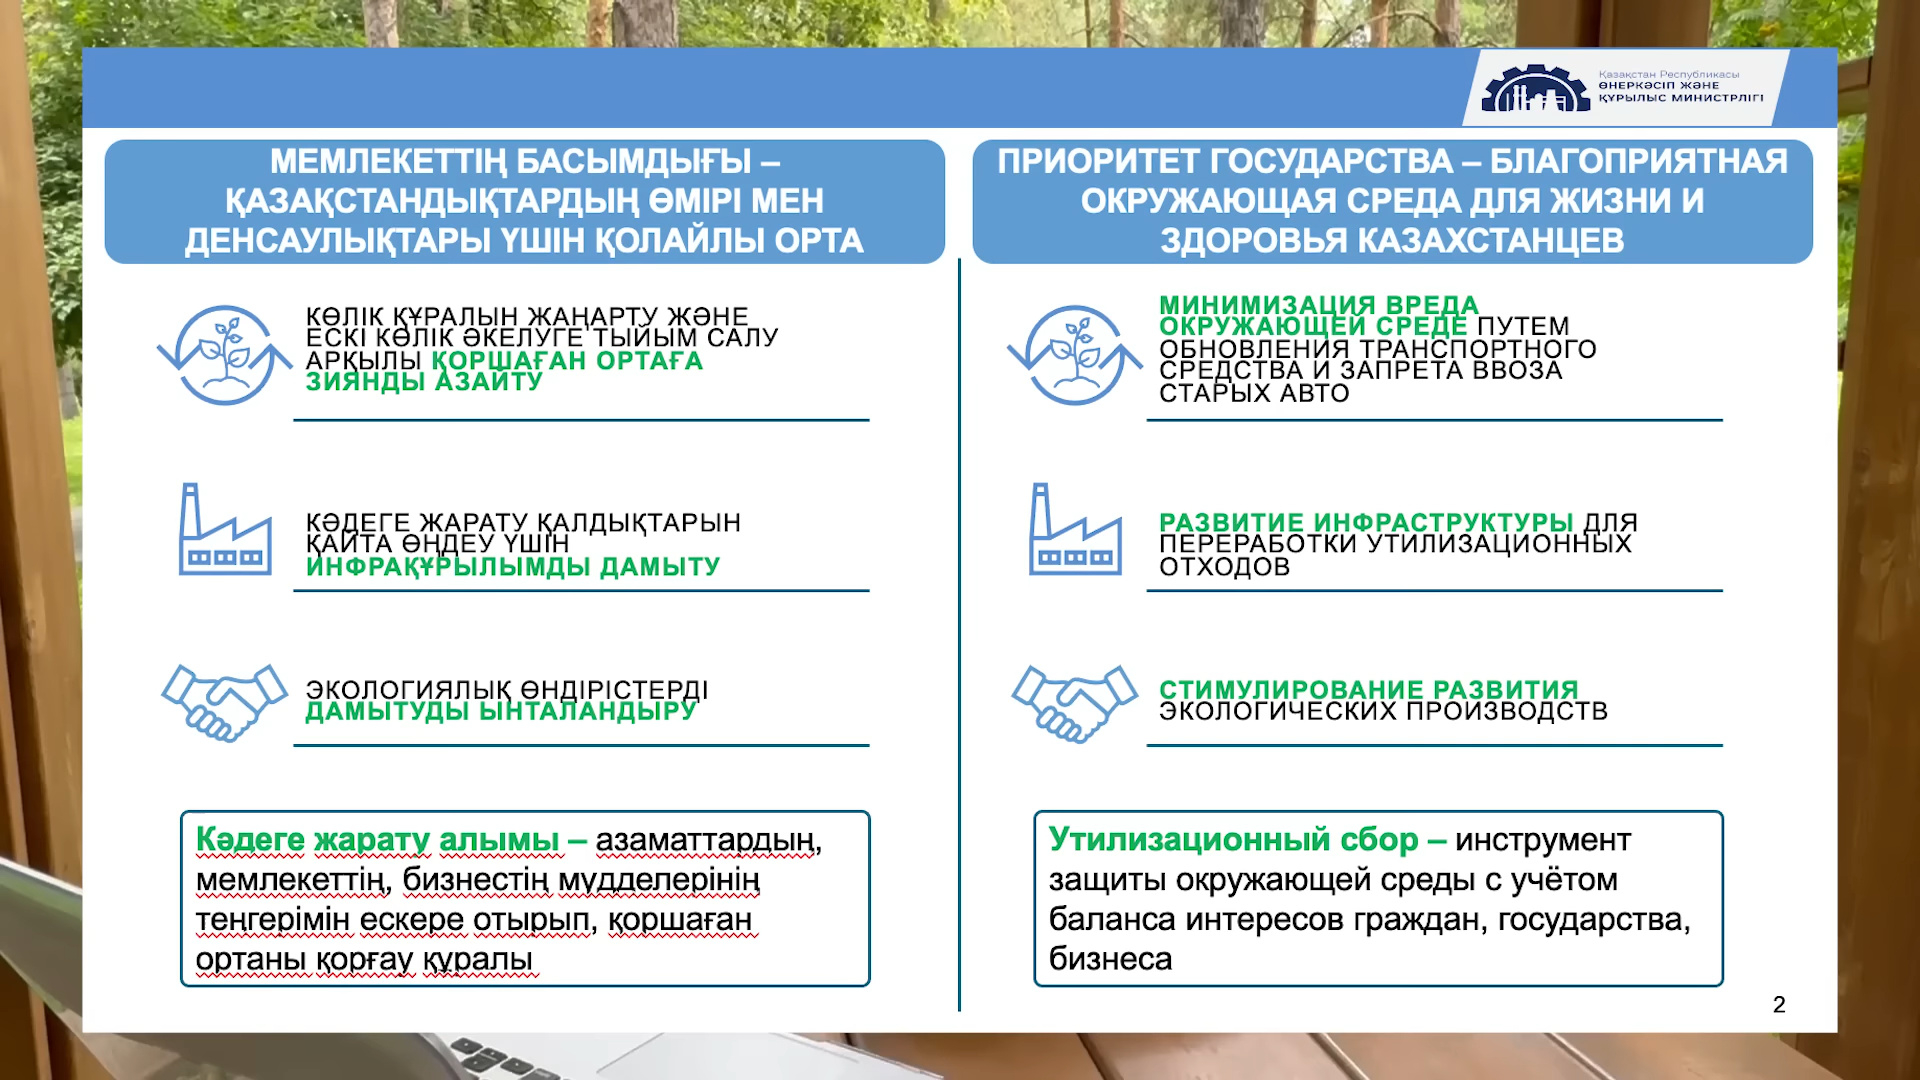 Қазақстан Республикасы
ӨНЕРКӘСІП ЖӘНЕ
ҚҰРЫЛЫС МИНИСТРЛІГІ
МЕМЛЕКЕТТІҢ БАСЫМДЫҒЫ –
ҚАЗАҚСТАНДЫҚТАРДЫҢ ӨМІРІ МЕН
ДЕНСАУЛЫҚТАРЫ ҮШІН ҚОЛАЙЛЫ ОРТА
КӨЛІК ҚҰРАЛЫН ЖАҢАРТУ ЖӘНЕ
ЕСКІ КӨЛІК ӘКЕЛУГЕ ТЫЙЫМ САЛУ
АРҚЫЛЫ ҚОРШАҒАН ОРТАҒА
ЗИЯНДЫ АЗАЙТУ
КӘДЕГЕ ЖАРАТУ ҚАЛДЫҚТАРЫН
ҚАЙТА ӨҢДЕУ ҮШІН
ИНФРАҚҰРЫЛЫМДЫ ДАМЫТУ
ЭКОЛОГИЯЛЫҚ ӨНДІРІСТЕРДІ
ДАМЫТУДЫ ЫНТАЛАНДЫРУ
Кәдеге жарату алымы – азаматтардың,
мемлекеттің, бизнестің мүдделерінің
теңгерімін ескере отырып, қоршаған
ортаны қорғау құралы
ПРИОРИТЕТ ГОСУДАРСТВА – БЛАГОПРИЯТНАЯ
ОКРУЖАЮЩАЯ СРЕДА ДЛЯ ЖИЗНИ И
ЗДОРОВЬЯ КАЗАХСТАНЦЕВ
МИНИМИЗАЦИЯ ВРЕДА
ОКРУЖАЮЩЕЙ СРЕДЕ ПУТЕМ
ОБНОВЛЕНИЯ ТРАНСПОРТНОГО
СРЕДСТВА И ЗАПРЕТА ВВОЗА
СТАРЫХ АВТО
РАЗВИТИЕ ИНФРАСТРУКТУРЫ ДЛЯ
ПЕРЕРАБОТКИ УТИЛИЗАЦИОННЫХ
ОТХОДОВ
СТИМУЛИРОВАНИЕ РАЗВИТИЯ
ЭКОЛОГИЧЕСКИХ ПРОИЗВОДСТВ
Утилизационный сбор – инструмент
защиты окружающей среды с учётом
баланса интересов граждан, государства,
бизнеса
2